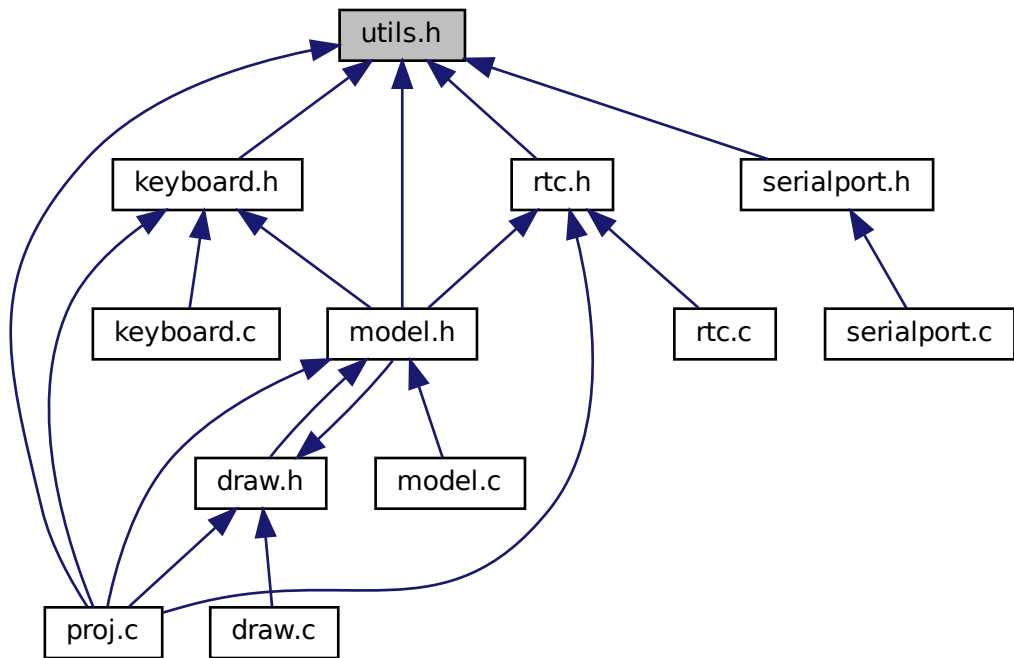 utils.h
keyboard.h
rtc.h
serialport.h
keyboard.c
model.h
rtc.c
serialport.c
draw.h
model.c
proj.c
draw.c